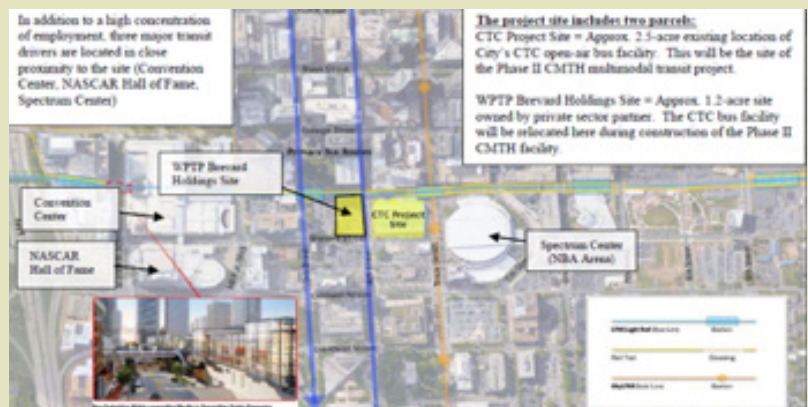 In addition to a high concentration
of employment, three major transit
drivers are located in close
proximity to the site (Convention
Center, NASCAR Hall of Fame,
Spectrum Center)
The project site includes two parcels:
CTC Project Site = Approx. 2.5-acre existing location of
City's CTC open-air bus facility. This will be the site of
the Phase II CMTH multimodal transit project.
WPTP Brevard Holdings Site = Approx. 1.2-acre site
owned by private sector partner. The CTC bus facility
will be relocated here during construction of the Phase II
CMTH facility.
WPTP Brevard
Holdings Site
Convention
Center
CTC Project
Site
NASCAR
Hall of Fame
Spectrum Center
(NBA Arena)
Station
Station